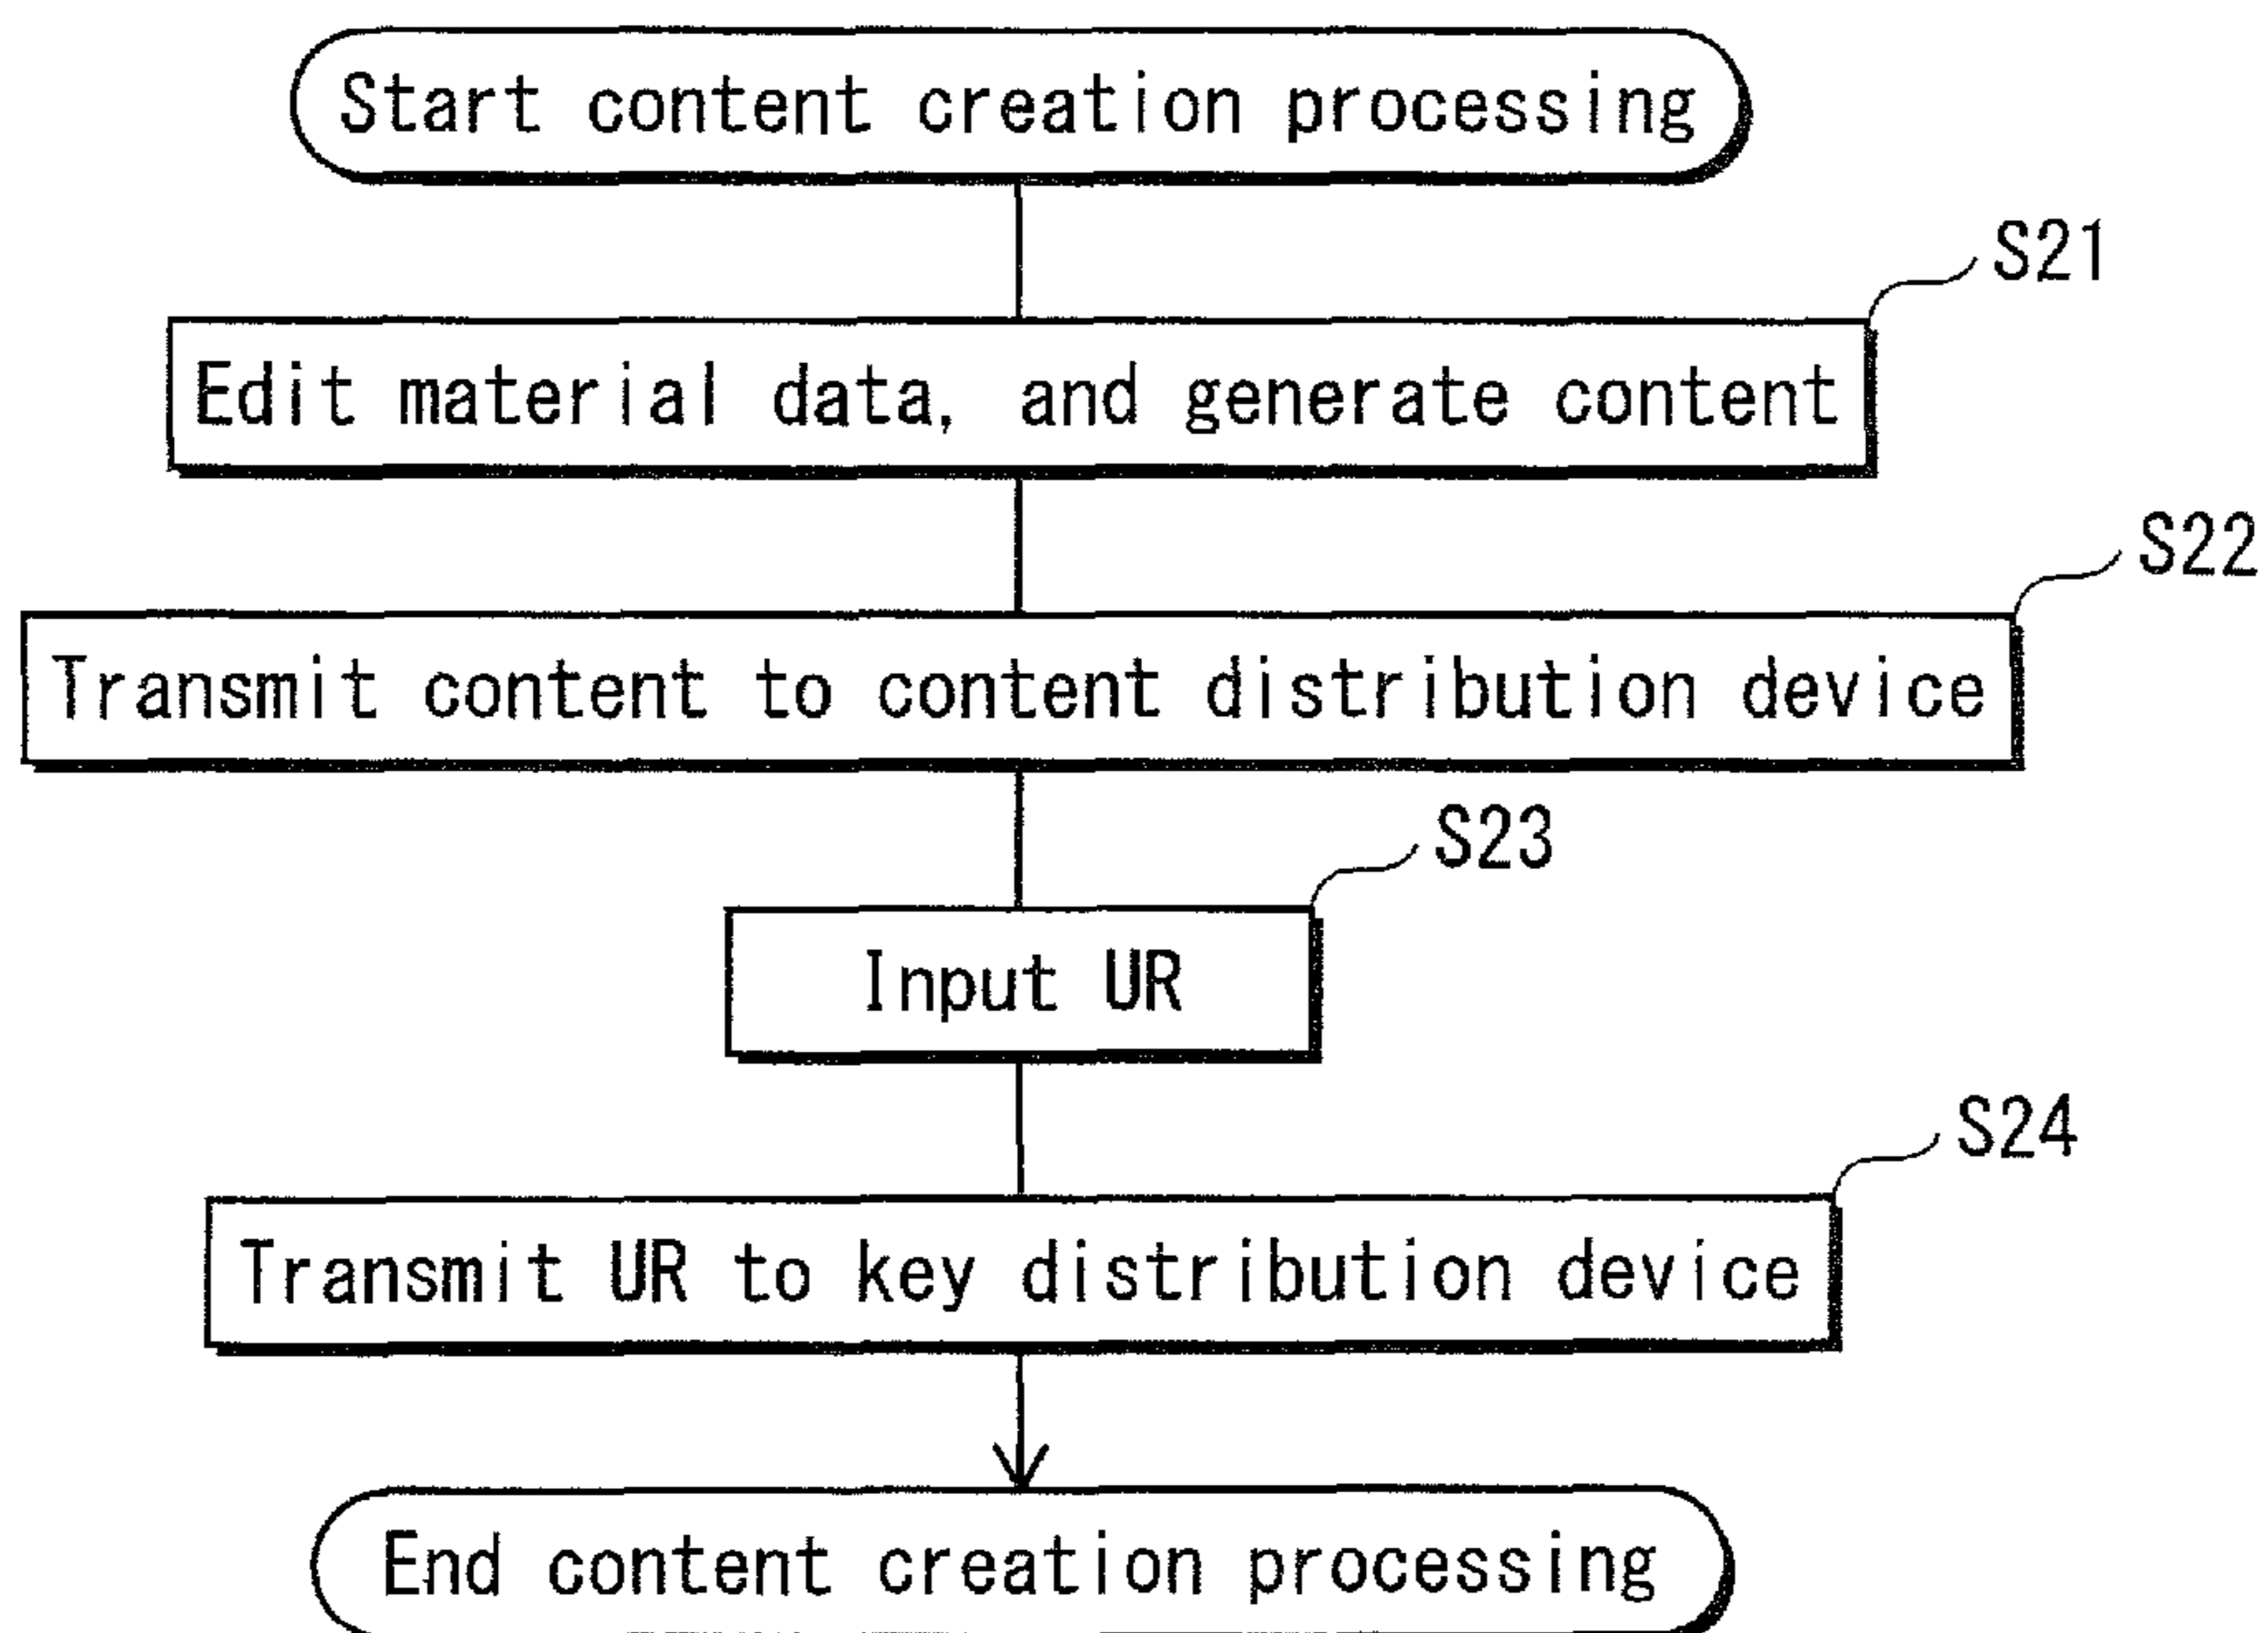 Start content creation processing
S21
Edit material data, and generate content
S22
Transmit content to content distribution device
S23
Input UR
S24
Transmit UR to key distribution device
End content creation processing